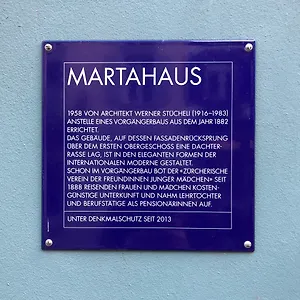 MARTAHAUS
1958 VON ARCHITEKT WERNER STÜCHELI (1916–1983)
ANSTELLE EINES VORGÄNGERBAUS AUS DEM JAHR 1882
ERRICHTET.
DAS GEBÄUDE, AUF DESSEN FASSADENRÜCKSPRUNG
ÜBER DEM ERSTEN OBERGESCHOSS EINE DACHTER-
RASSE LAG, IST IN DEN ELEGANTEN FORMEN DER
INTERNATIONALEN MODERNE GESTALTET.
SCHON IM VORGÄNGERBAU BOT DER «ZÜRCHERISCHE
VEREIN DER FREUNDINNEN JUNGER MÄDCHEN» SEIT
1888 REISENDEN FRAUEN UND MÄDCHEN KOSTEN-
GÜNSTIGE UNTERKUNFT UND NAHM LEHRTÖCHTER
UND BERUFSTÄTIGE ALS PENSIONÄRINNEN AUF.
UNTER DENKMALSCHUTZ SEIT 2013